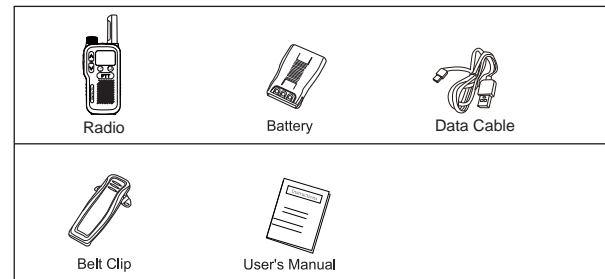 PTT
Radio
Battery
Data Cable
Belt Clip
User's Manual